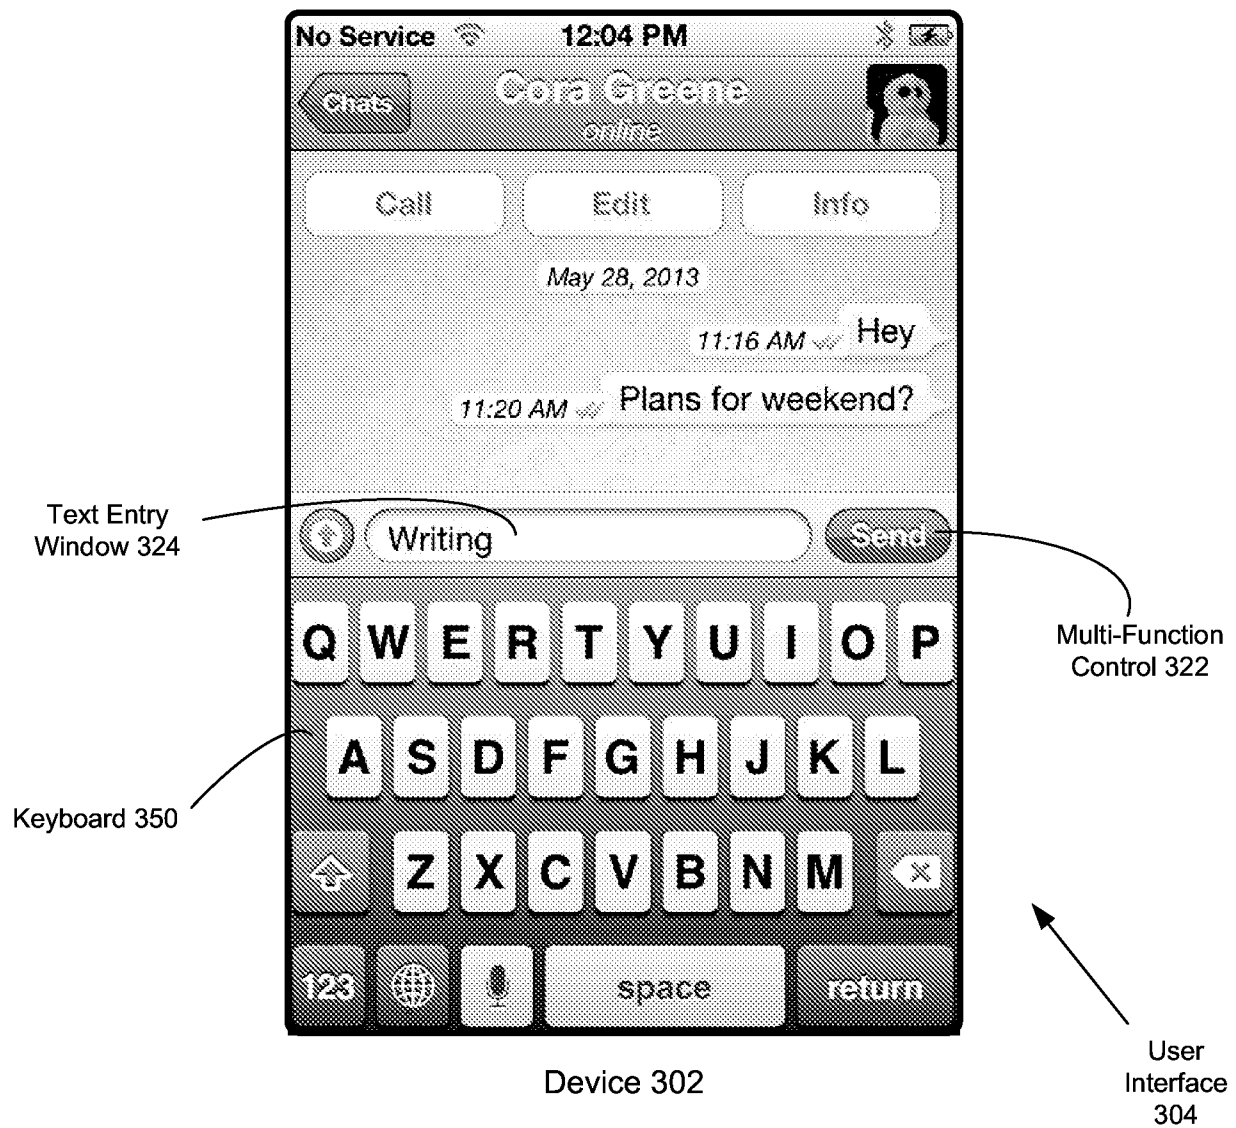 No Service 12:04 PM
Chats Cora Greene
online
Call Edit Info
May 28, 2013
11:16 AM Hey
11:20 AM Plans for weekend?
Text Entry
Window 324
Writing Send
Multi-Function
Control 322
Q W E R T Y U I O P
A S D F G H J K L
Keyboard 350
Z X C V B N M
123 space return
User
Interface
304
Device 302